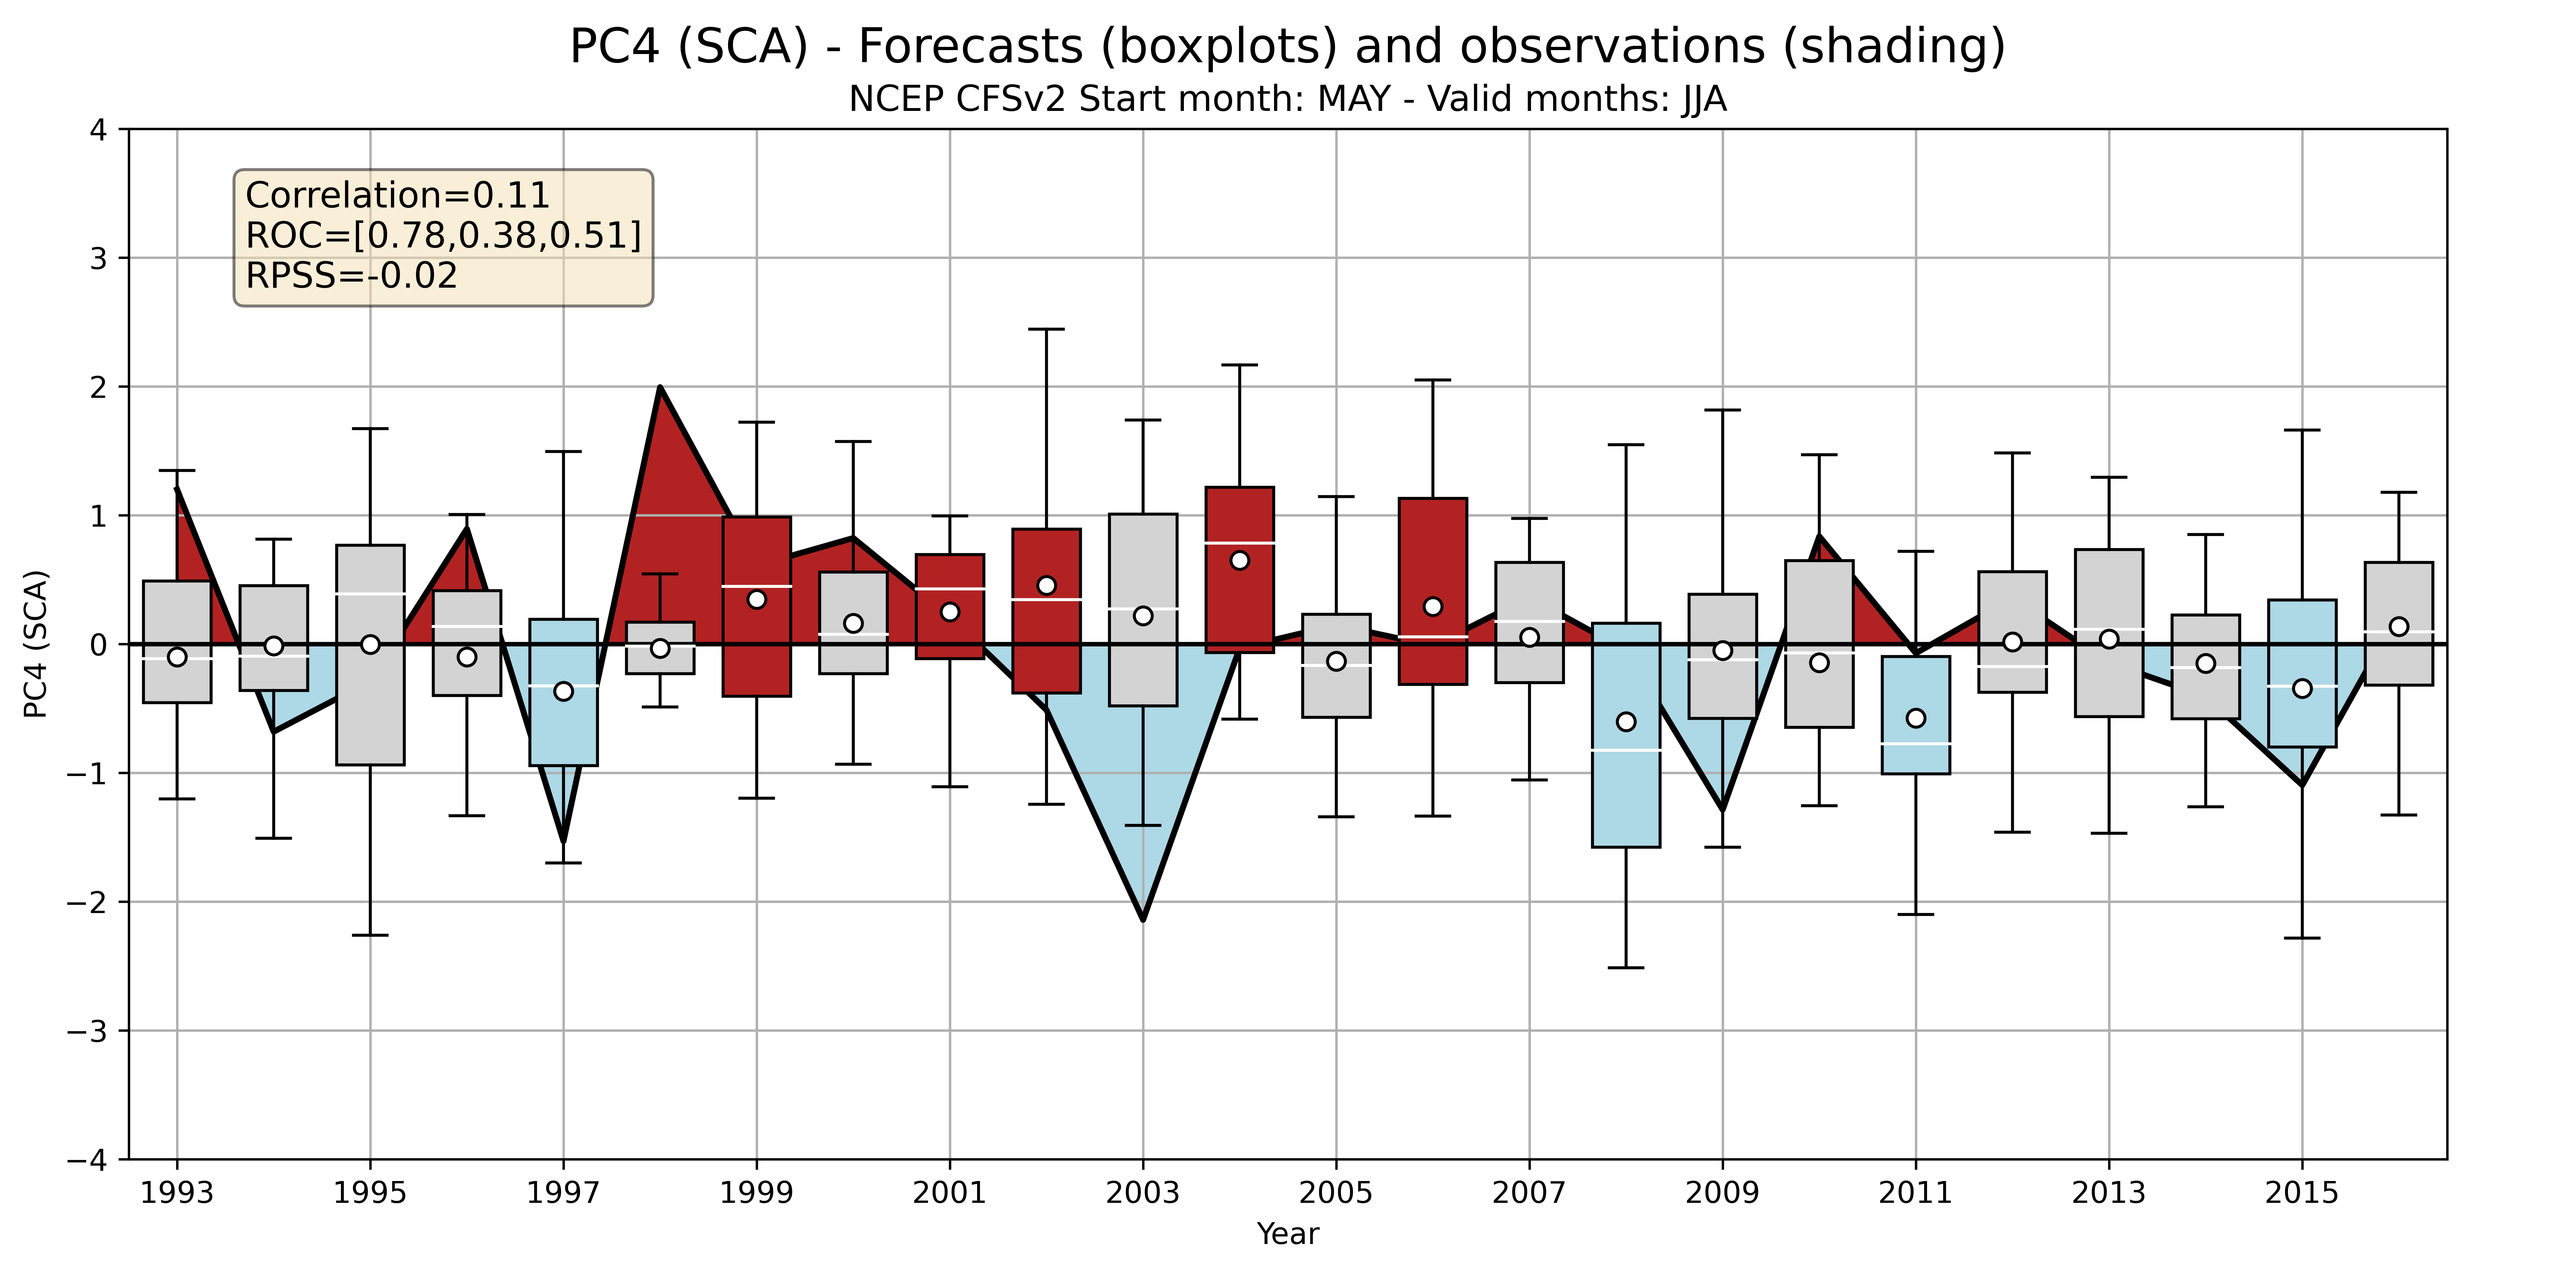 PC4 (SCA) - Forecasts (boxplots) and observations (shading)
NCEP CFSv2 Start month: MAY - Valid months: JJA
Correlation=0.11
ROC=[0.78,0.38,0.51]
RPSS=-0.02
PC4 (SCA)
4
3
2
1
0
−1
−2
−3
−4
1993 1995 1997 1999 2001 2003 2005 2007 2009 2011 2013 2015
Year